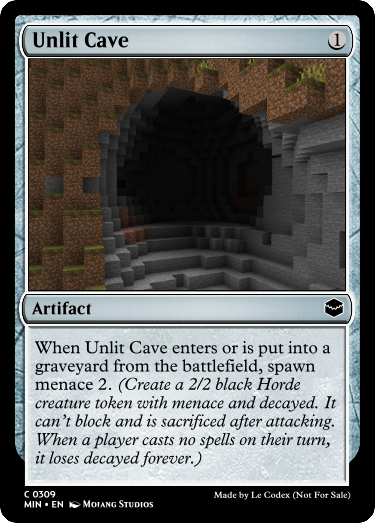 Unlit Cave 1
Artifact
When Unlit Cave enters or is put into a
graveyard from the battlefield, spawn
menace 2. (Create a 2/2 black Horde
creature token with menace and decayed. It
can't block and is sacrificed after attacking.
When a player casts no spells on their turn,
it loses decayed forever.)
C 0309
MIN • EN Mojang Studios
Made by Le Codex (Not For Sale)